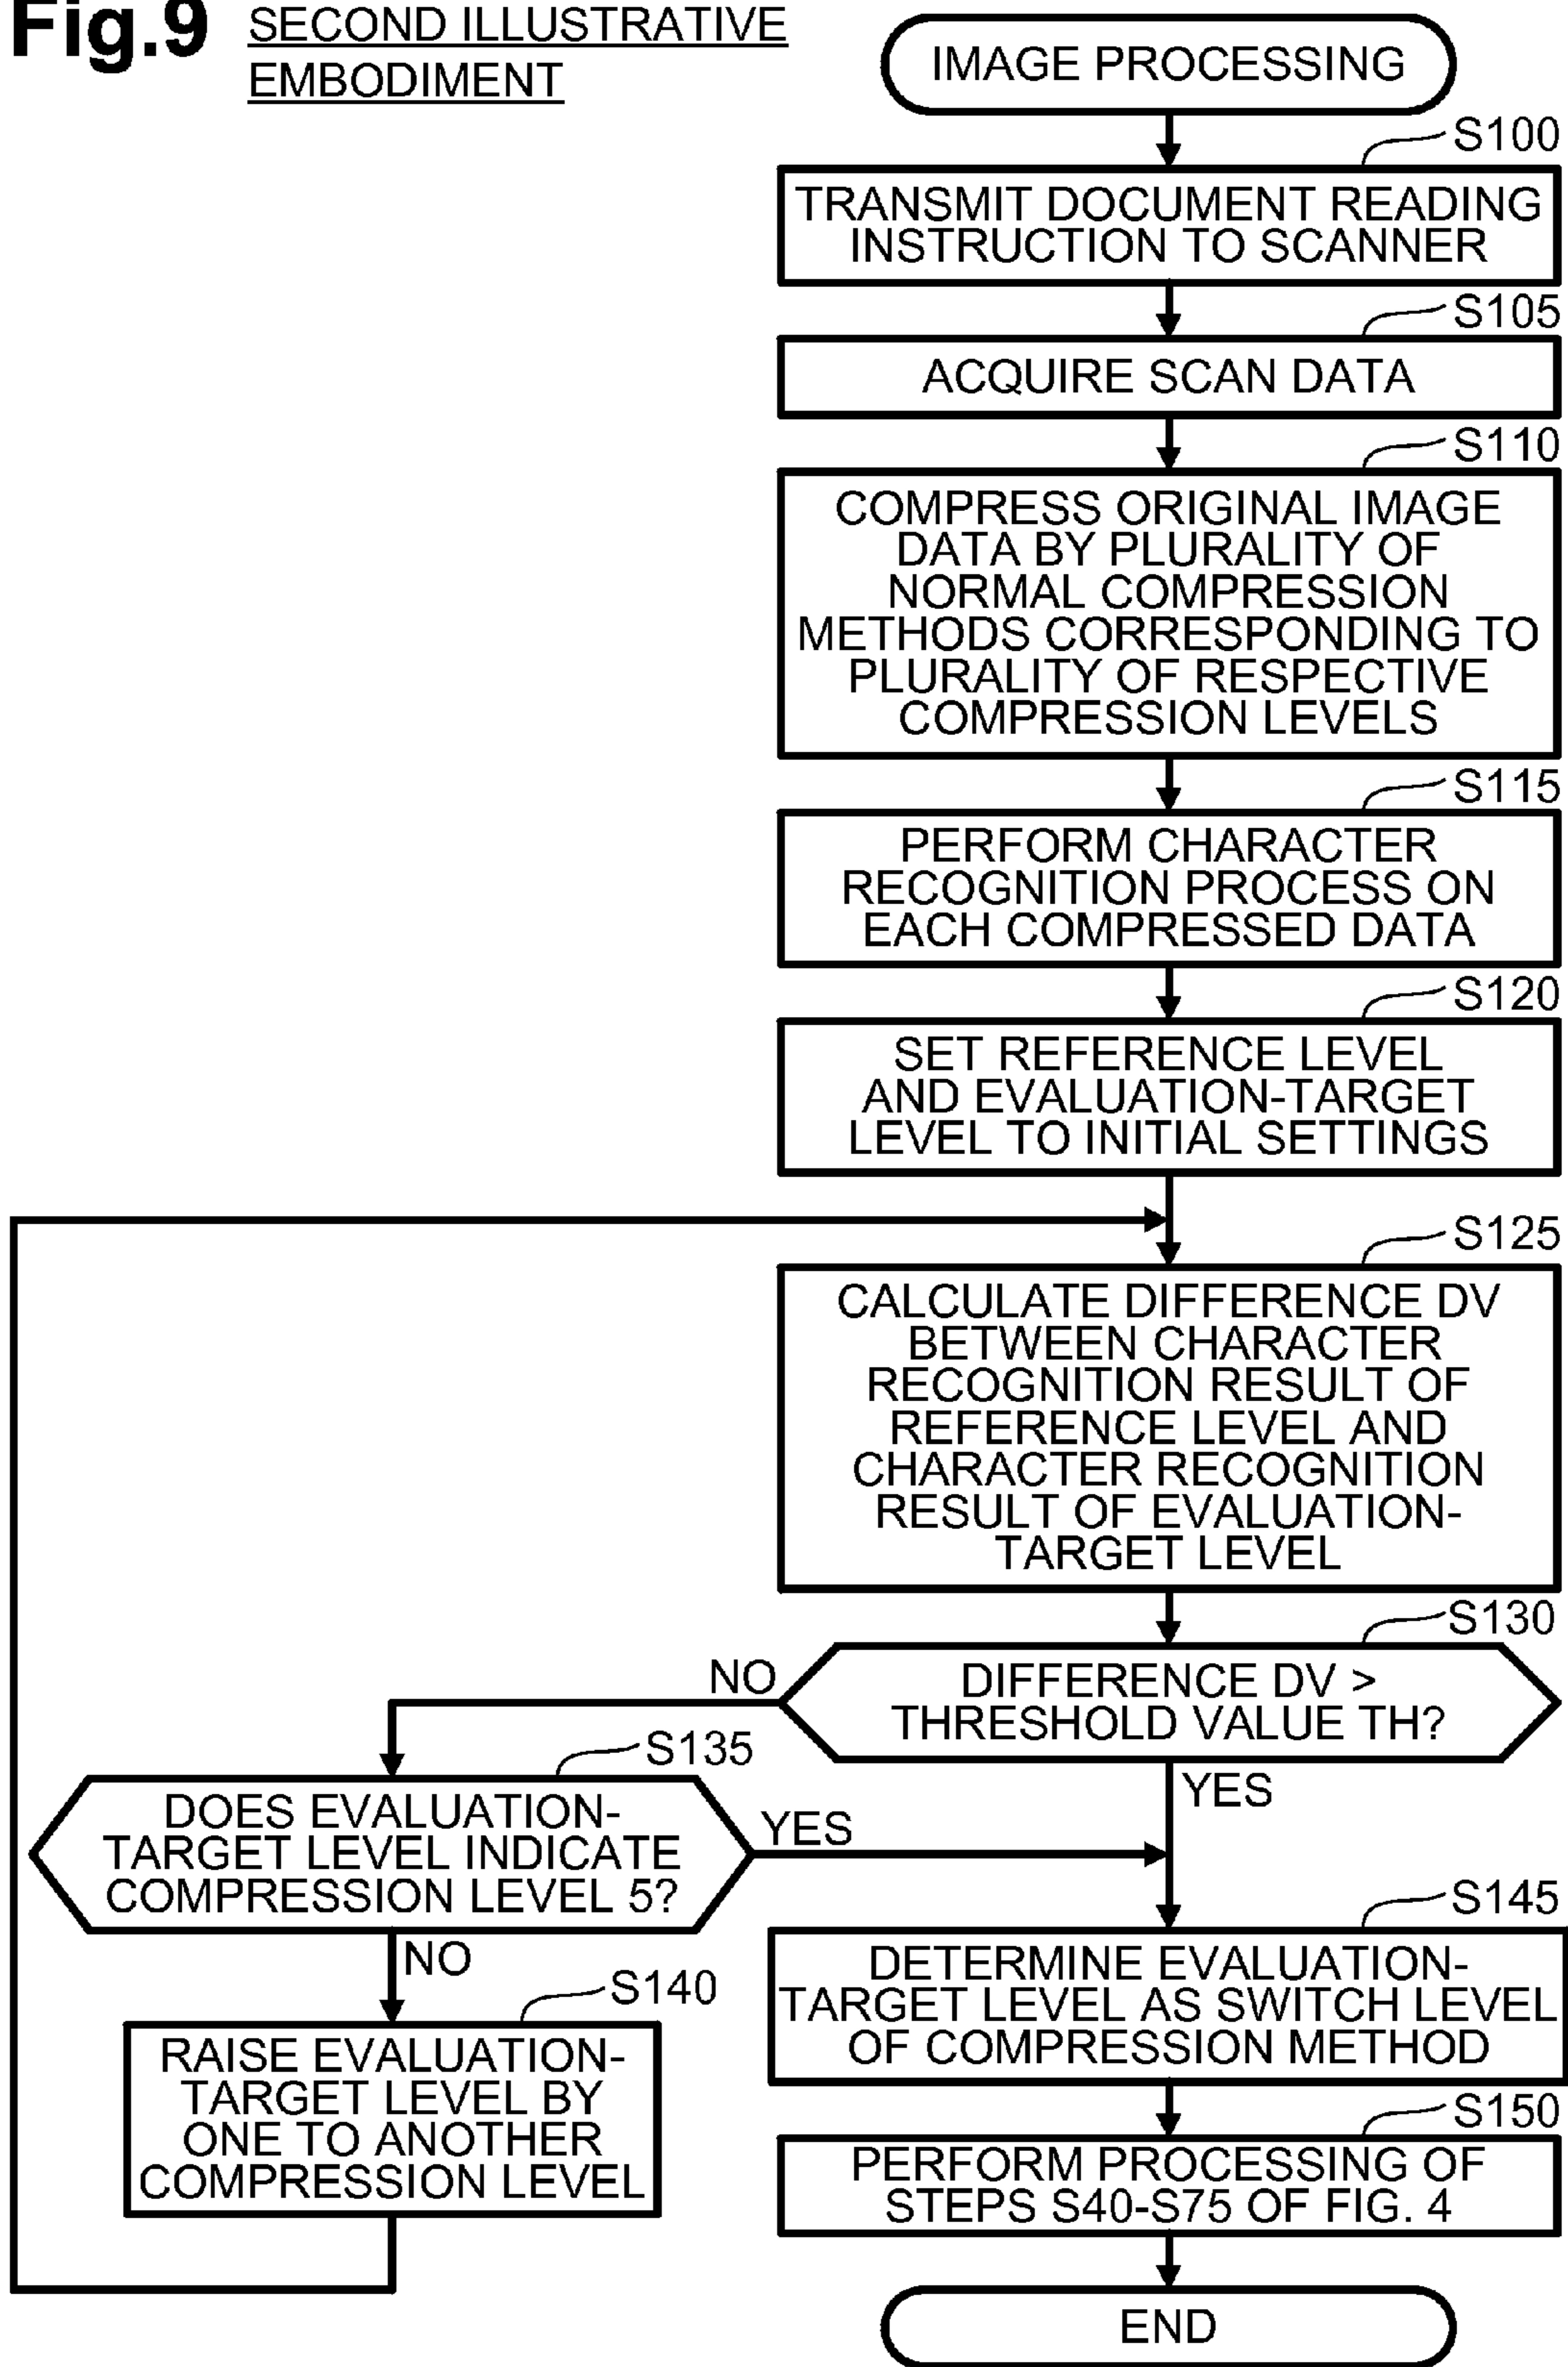 Fig.9 SECOND ILLUSTRATIVE
EMBODIMENT
IMAGE PROCESSING
S100
TRANSMIT DOCUMENT READING
INSTRUCTION TO SCANNER
S105
ACQUIRE SCAN DATA
S110
COMPRESS ORIGINAL IMAGE
DATA BY PLURALITY OF
NORMAL COMPRESSION
METHODS CORRESPONDING TO
PLURALITY OF RESPECTIVE
COMPRESSION LEVELS
S115
PERFORM CHARACTER
RECOGNITION PROCESS ON
EACH COMPRESSED DATA
S120
SET REFERENCE LEVEL
AND EVALUATION-TARGET
LEVEL TO INITIAL SETTINGS
S125
CALCULATE DIFFERENCE DV
BETWEEN CHARACTER
RECOGNITION RESULT OF
REFERENCE LEVEL AND
CHARACTER RECOGNITION
RESULT OF EVALUATION-
TARGET LEVEL
S130
DIFFERENCE DV >
THRESHOLD VALUE TH?
NO
YES
S135
DOES EVALUATION-
TARGET LEVEL INDICATE
COMPRESSION LEVEL 5?
YES
NO
S140
RAISE EVALUATION-
TARGET LEVEL BY
ONE TO ANOTHER
COMPRESSION LEVEL
S145
DETERMINE EVALUATION-
TARGET LEVEL AS SWITCH LEVEL
OF COMPRESSION METHOD
S150
PERFORM PROCESSING OF
STEPS S40-S75 OF FIG. 4
END